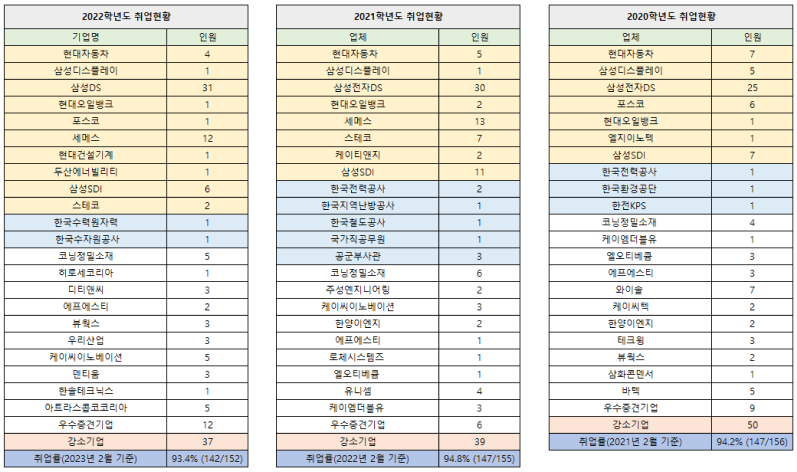 2022학년도 취업현황
기업명 인원
현대자동차 4
삼성디스플레이 1
삼성DS 31
현대오일뱅크 1
포스코 1
세메스 12
현대건설기계 1
두산에너빌리티 1
삼성SDI 6
스테코 2
한국수력원자력 1
한국수자원공사 1
코닝정밀소재 5
히로세코리아 1
디티앤씨 3
에프에스티 2
뷰웍스 3
우리산업 3
케이씨이노베이션 5
덴티움 3
한솔테크닉스 1
아트라스콥코코리아 5
우수중견기업 12
강소기업 37
취업률(2023년 2월 기준) 93.4% (142/152)
2021학년도 취업현황
업체 인원
현대자동차 5
삼성디스플레이 1
삼성전자DS 30
현대오일뱅크 2
세메스 13
스테코 7
케이티앤지 2
삼성SDI 11
한국전력공사 2
한국지역난방공사 1
한국철도공사 1
국가직공무원 1
공군부사관 3
코닝정밀소재 6
주성엔지니어링 2
케이씨이노베이션 3
한양이엔지 2
에프에스티 1
로체시스템즈 1
엘오티베큠 1
유니셈 4
케이엠더블유 3
우수중견기업 6
강소기업 39
취업률(2022년 2월 기준) 94.8% (147/155)
2020학년도 취업현황
업체 인원
현대자동차 7
삼성디스플레이 5
삼성전자DS 25
포스코 6
현대오일뱅크 1
엘지이노텍 1
삼성SDI 7
한국전력공사 1
한국환경공단 1
한전KPS 1
코닝정밀소재 4
케이엠더블유 1
엘오티베큠 3
에프에스티 3
와이솔 7
케이씨텍 2
한양이엔지 2
테크윙 3
뷰웍스 2
삼화콘덴서 1
바텍 5
우수중견기업 9
강소기업 50
취업률(2021년 2월 기준) 94.2% (147/156)